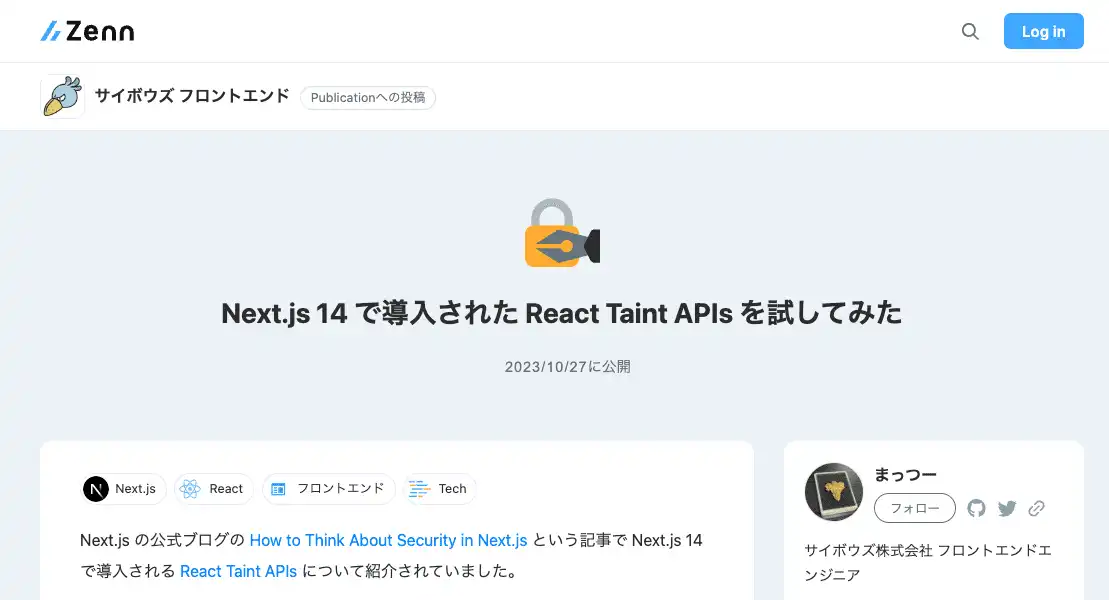 Zenn
Log in
サイボウズ フロントエンド
Publicationへの投稿
Next.js 14 で導入された React Taint APIs を試してみた
2023/10/27に公開
Next.js
React
フロントエンド
Tech
Next.js の公式ブログの How to Think About Security in Next.js という記事で Next.js 14
で導入される React Taint APIs について紹介されていました。
まっつー
フォロー
サイボウズ株式会社 フロントエンドエ
ンジニア